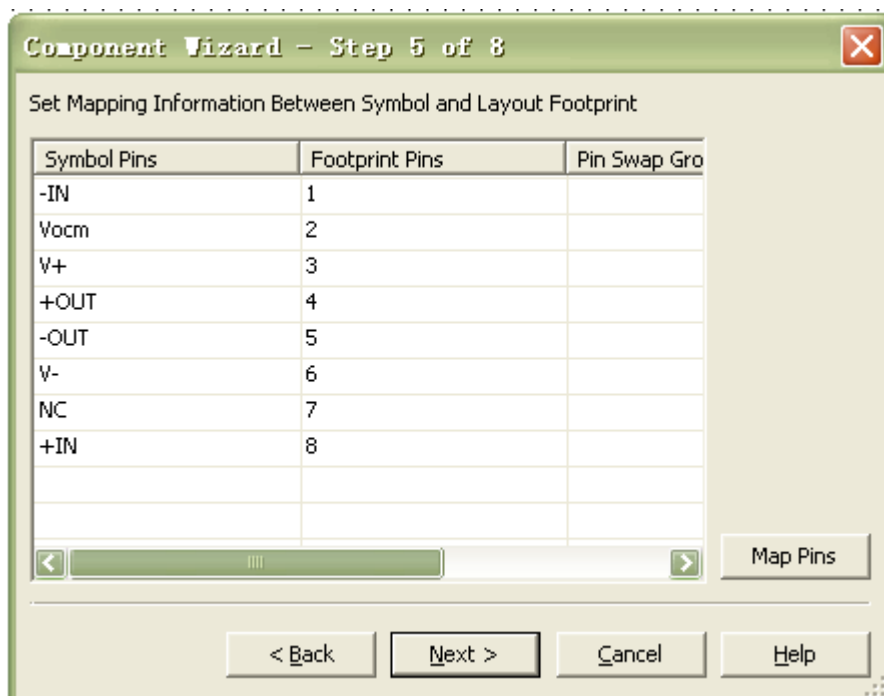 Component Wizard - Step 5 of 8
Set Mapping Information Between Symbol and Layout Footprint
Symbol Pins Footprint Pins Pin Swap Gro
-IN 1
Vocm 2
V+ 3
+OUT 4
-OUT 5
V- 6
NC 7
+IN 8
Map Pins
< Back Next > Cancel Help